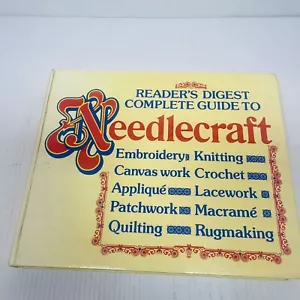 READER'S DIGEST
COMPLETE GUIDE TO
Needlecraft
Embroidery Knitting
Canvas work Crochet
Appliqué Lacework
Patchwork Macramé
Quilting Rugmaking